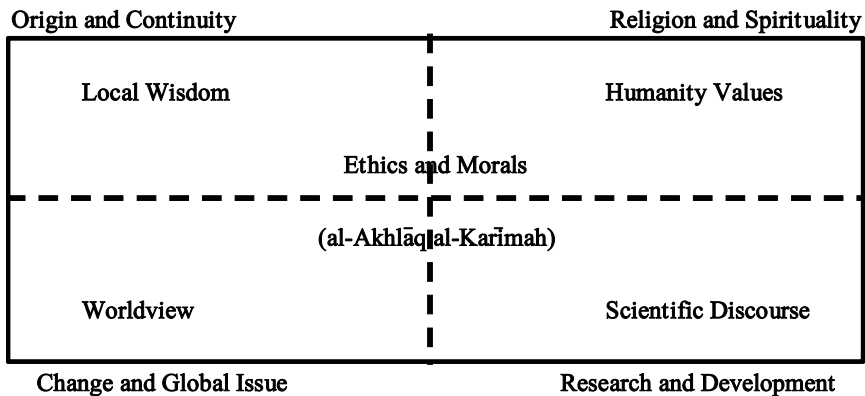 Origin and Continuity Religion and Spirituality
Local Wisdom Humanity Values
Ethics and Morals
(al-Akhlāq al-Karīmah)
Worldview Scientific Discourse
Change and Global Issue Research and Development